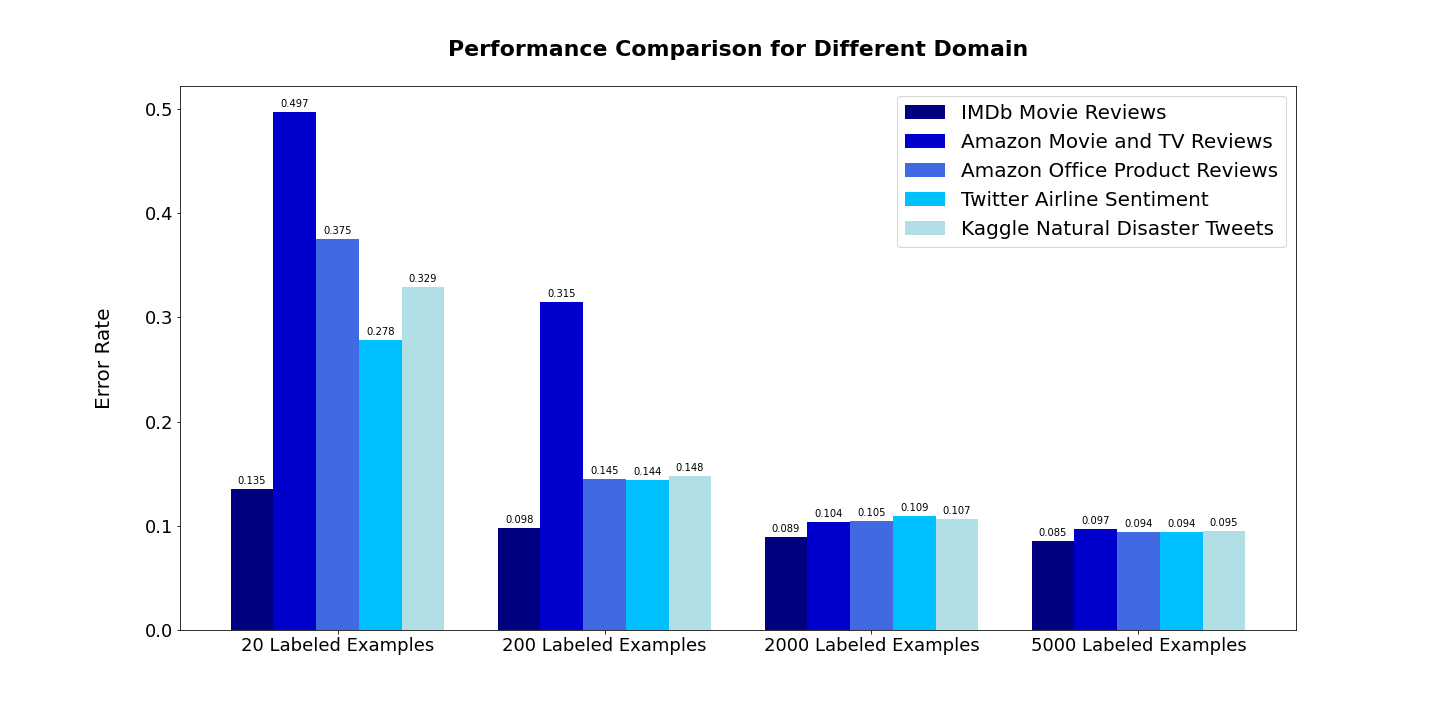 Performance Comparison for Different Domain
IMDb Movie Reviews
Amazon Movie and TV Reviews
Amazon Office Product Reviews
Twitter Airline Sentiment
Kaggle Natural Disaster Tweets
Error Rate
0.5
0.4
0.3
0.2
0.1
0.0
0.135
0.497
0.375
0.278
0.329
0.098
0.315
0.145
0.144
0.148
0.089
0.104
0.105
0.109
0.107
0.085
0.097
0.094
0.094
0.095
20 Labeled Examples
200 Labeled Examples
2000 Labeled Examples
5000 Labeled Examples